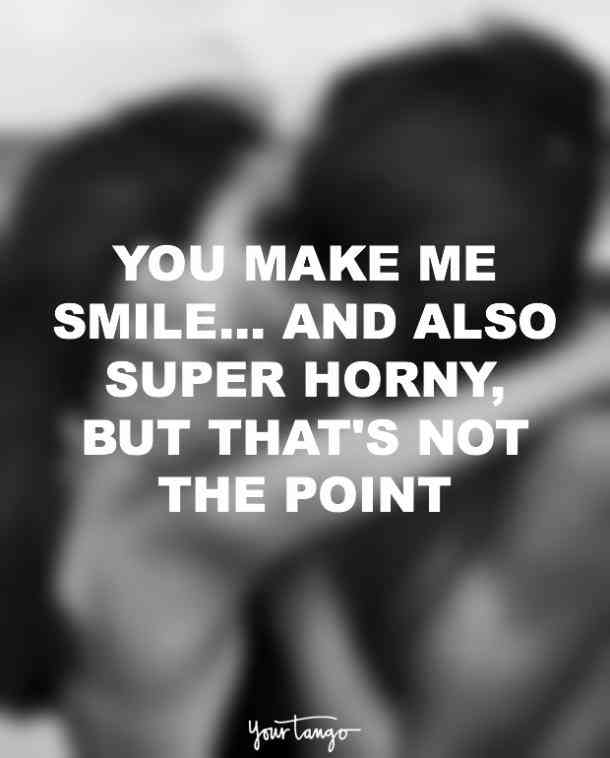 YOU MAKE ME
SMILE... AND ALSO
SUPER HORNY,
BUT THAT'S NOT
THE POINT
YourTango